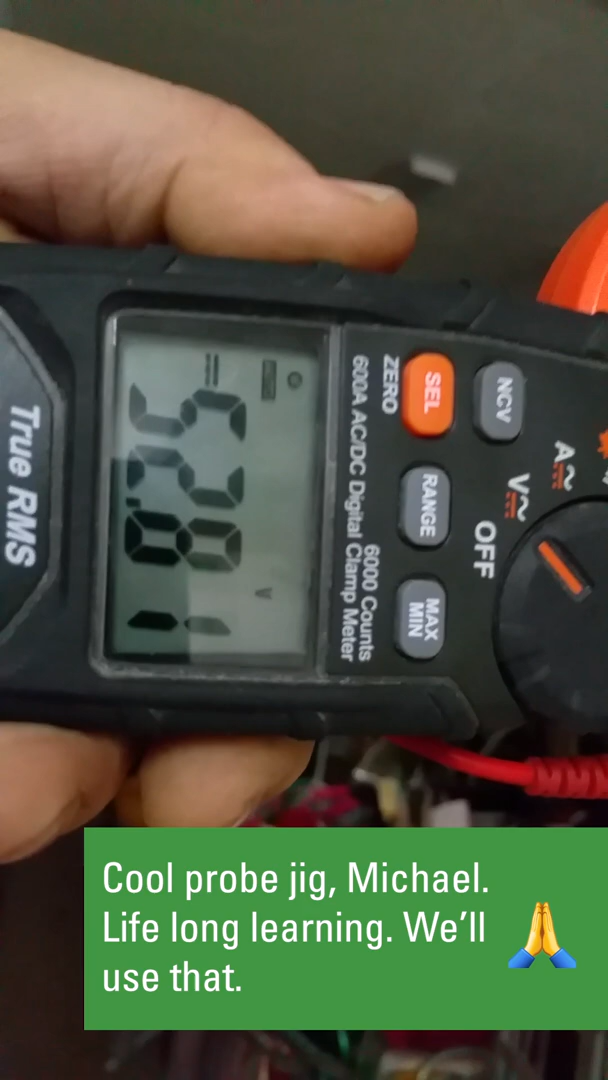 NCV
A
V
OFF
SEL
RANGE
MAX
MIN
ZERO
6000 Counts
600A AC/DC Digital Clamp Meter
V
True RMS
Cool probe jig, Michael.
Life long learning. We’ll
use that.